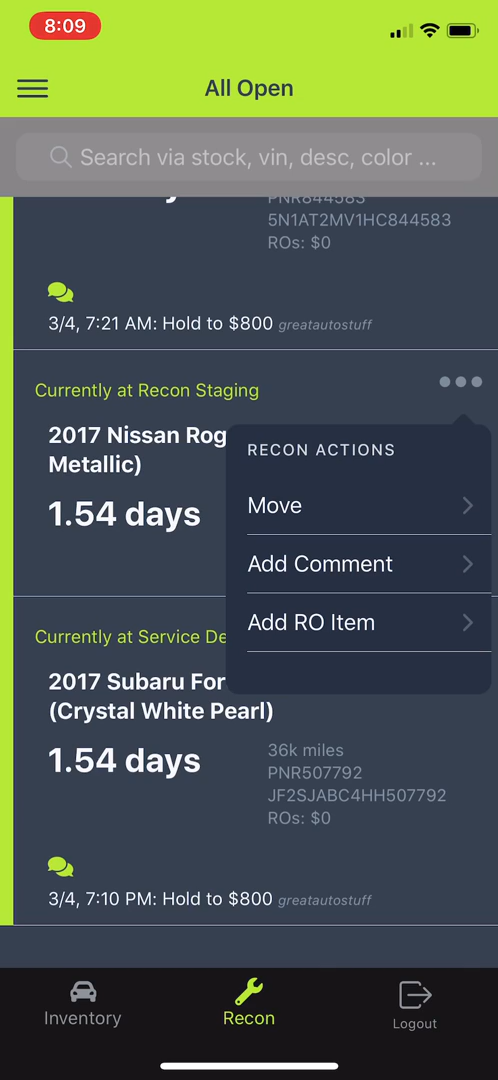 8:09
All Open
Search via stock, vin, desc, color ...
PNR844583
5N1AT2MV1HC844583
ROs: $0
3/4, 7:21 AM: Hold to $800 greatautostuff
Currently at Recon Staging
2017 Nissan Rog
Metallic)
1.54 days
RECON ACTIONS
Move
Add Comment
Add RO Item
Currently at Service De
2017 Subaru For
(Crystal White Pearl)
1.54 days
36k miles
PNR507792
JF2SJABC4HH507792
ROs: $0
3/4, 7:10 PM: Hold to $800 greatautostuff
Inventory
Recon
Logout